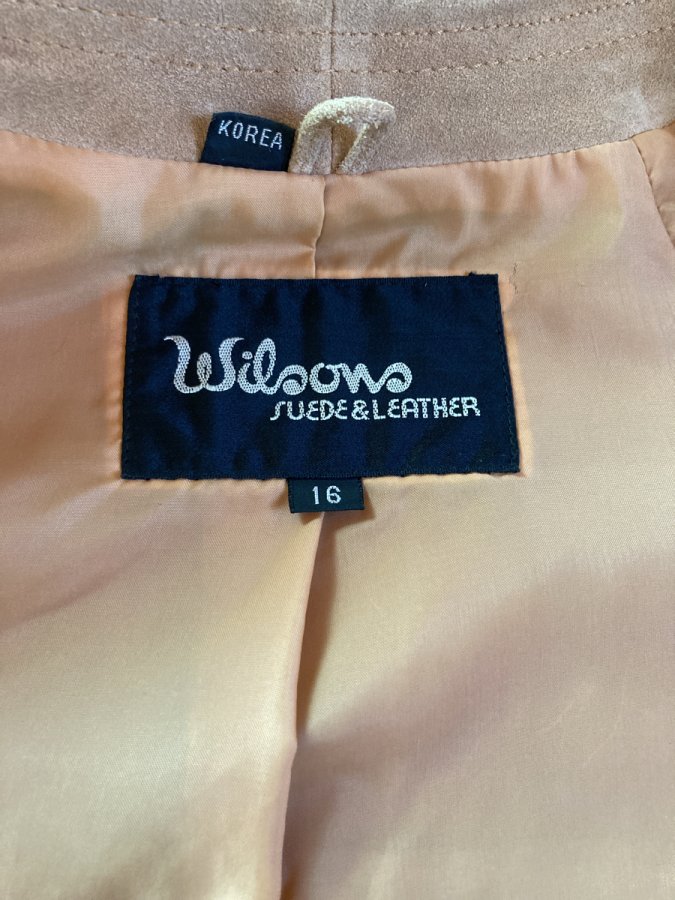 KOREA
Wilsons
SUEDE & LEATHER
16